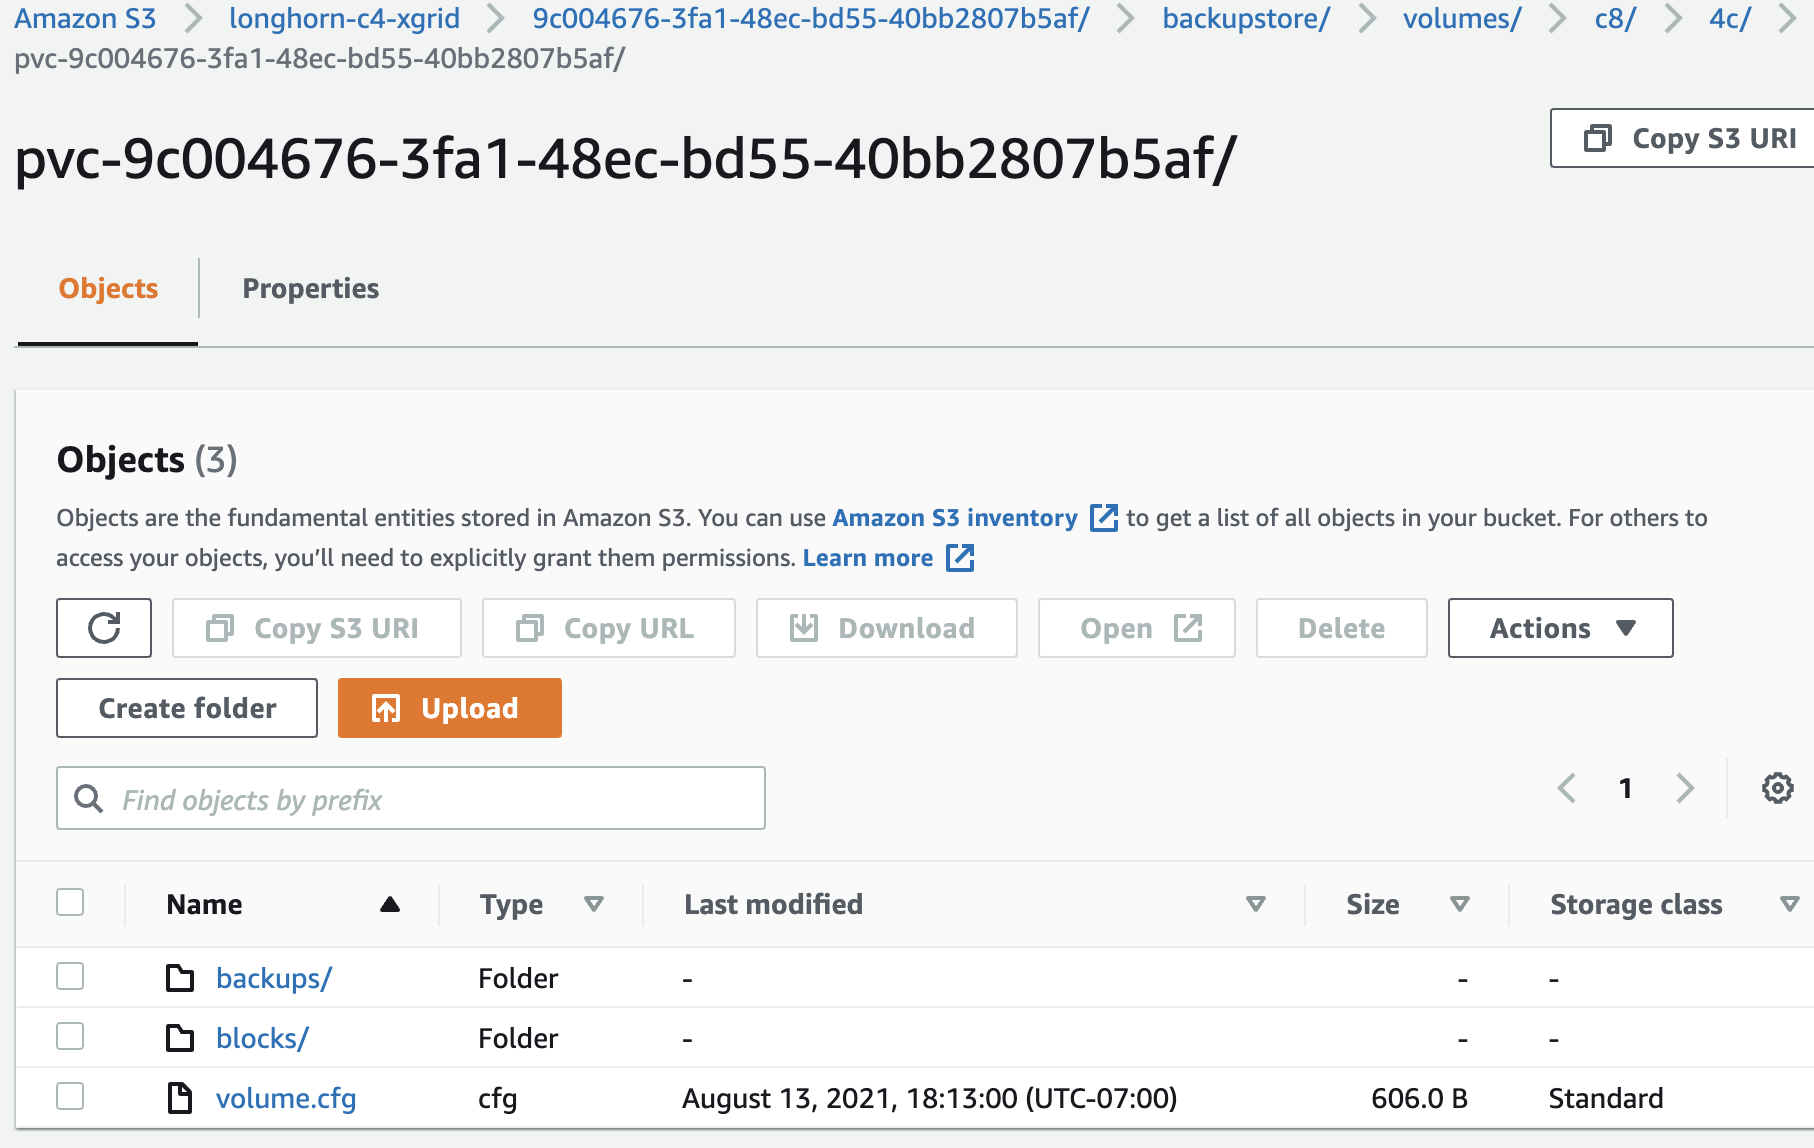 Amazon S3 longhorn-c4-xgrid 9c004676-3fa1-48ec-bd55-40bb2807b5af/ backupstore/ volumes/ c8/ 4c/
pvc-9c004676-3fa1-48ec-bd55-40bb2807b5af/
pvc-9c004676-3fa1-48ec-bd55-40bb2807b5af/
Copy S3 URI
Objects Properties
Objects (3)
Objects are the fundamental entities stored in Amazon S3. You can use Amazon S3 inventory to get a list of all objects in your bucket. For others to
access your objects, you'll need to explicitly grant them permissions. Learn more
Copy S3 URI Copy URL Download Open Delete Actions
Create folder Upload
Find objects by prefix 1
Name Type Last modified Size Storage class
backups/ Folder - - -
blocks/ Folder - - -
volume.cfg cfg August 13, 2021, 18:13:00 (UTC-07:00) 606.0 B Standard